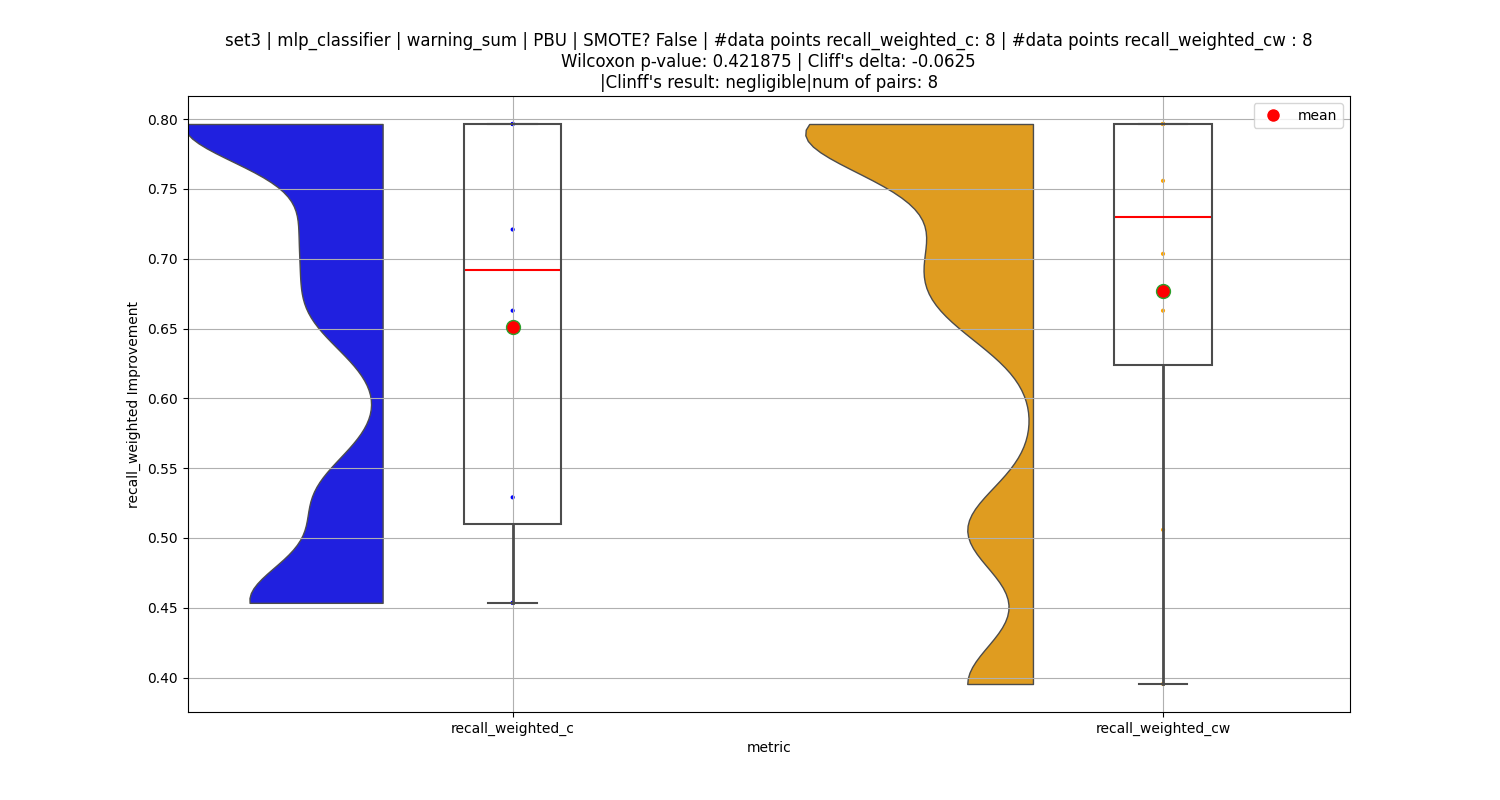 set3 | mlp_classifier | warning_sum | PBU | SMOTE? False | #data points recall_weighted_c: 8 | #data points recall_weighted_cw : 8
Wilcoxon p-value: 0.421875 | Cliff's delta: -0.0625
|Clinff's result: negligible|num of pairs: 8
mean
0.80
0.75
0.70
0.65
0.60
0.55
0.50
0.45
0.40
recall_weighted Improvement
recall_weighted_c
recall_weighted_cw
metric